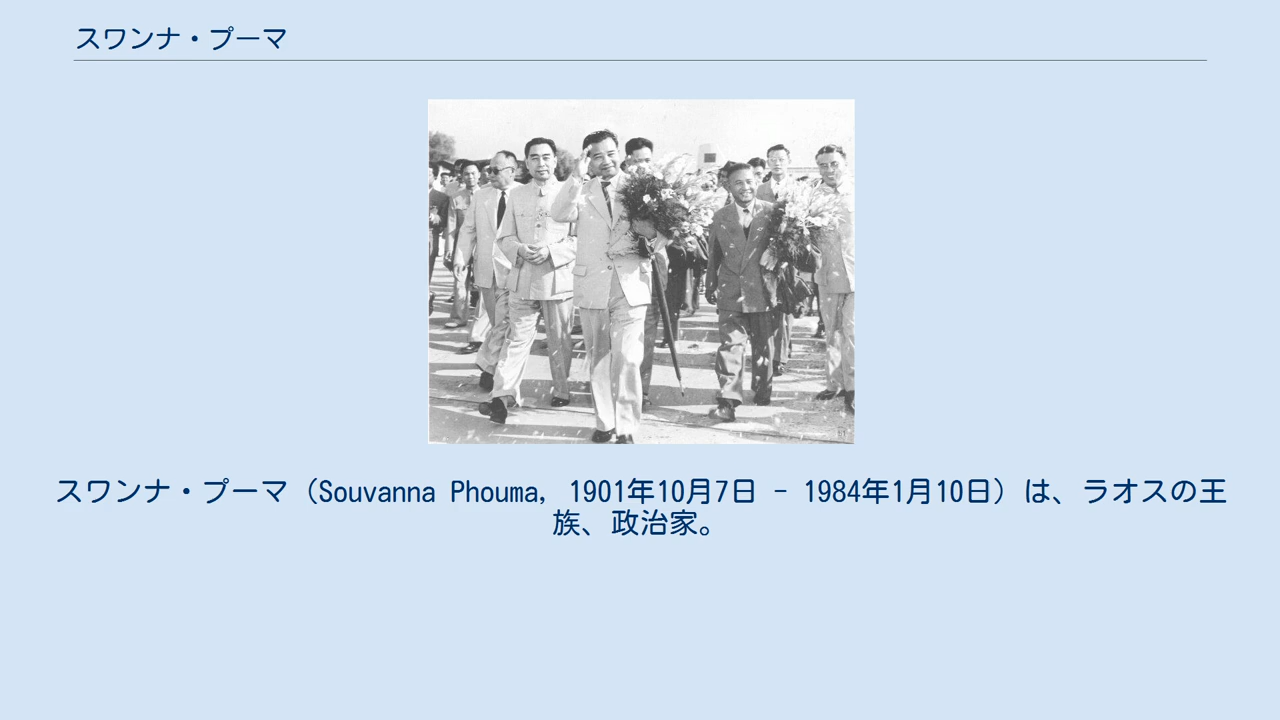 スワンナ・プーマ
スワンナ・プーマ（Souvanna Phouma, 1901年10月7日 - 1984年1月10日）は、ラオスの王
族、政治家。